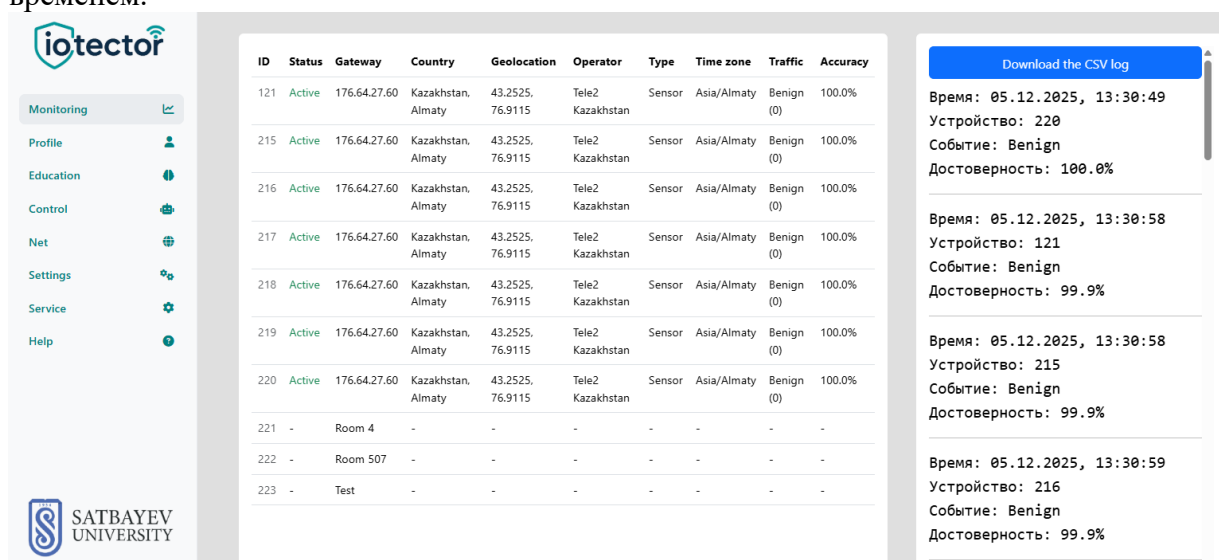 временем.
iotector
Monitoring
Profile
Education
Control
Net
Settings
Service
Help
SATBAYEV
UNIVERSITY
ID Status Gateway Country Geolocation Operator Type Time zone Traffic Accuracy
121 Active 176.64.27.60 Kazakhstan, 43.2525, Tele2 Sensor Asia/Almaty Benign 100.0%
Almaty 76.9115 Kazakhstan (0)
215 Active 176.64.27.60 Kazakhstan, 43.2525, Tele2 Sensor Asia/Almaty Benign 100.0%
Almaty 76.9115 Kazakhstan (0)
216 Active 176.64.27.60 Kazakhstan, 43.2525, Tele2 Sensor Asia/Almaty Benign 100.0%
Almaty 76.9115 Kazakhstan (0)
217 Active 176.64.27.60 Kazakhstan, 43.2525, Tele2 Sensor Asia/Almaty Benign 100.0%
Almaty 76.9115 Kazakhstan (0)
218 Active 176.64.27.60 Kazakhstan, 43.2525, Tele2 Sensor Asia/Almaty Benign 100.0%
Almaty 76.9115 Kazakhstan (0)
219 Active 176.64.27.60 Kazakhstan, 43.2525, Tele2 Sensor Asia/Almaty Benign 100.0%
Almaty 76.9115 Kazakhstan (0)
220 Active 176.64.27.60 Kazakhstan, 43.2525, Tele2 Sensor Asia/Almaty Benign 100.0%
Almaty 76.9115 Kazakhstan (0)
221 - Room 4 - - - - - - -
222 - Room 507 - - - - - - -
223 - Test - - - - - - -
Download the CSV log
Время: 05.12.2025, 13:30:49
Устройство: 220
Событие: Benign
Достоверность: 100.0%
Время: 05.12.2025, 13:30:58
Устройство: 121
Событие: Benign
Достоверность: 99.9%
Время: 05.12.2025, 13:30:58
Устройство: 215
Событие: Benign
Достоверность: 99.9%
Время: 05.12.2025, 13:30:59
Устройство: 216
Событие: Benign
Достоверность: 99.9%